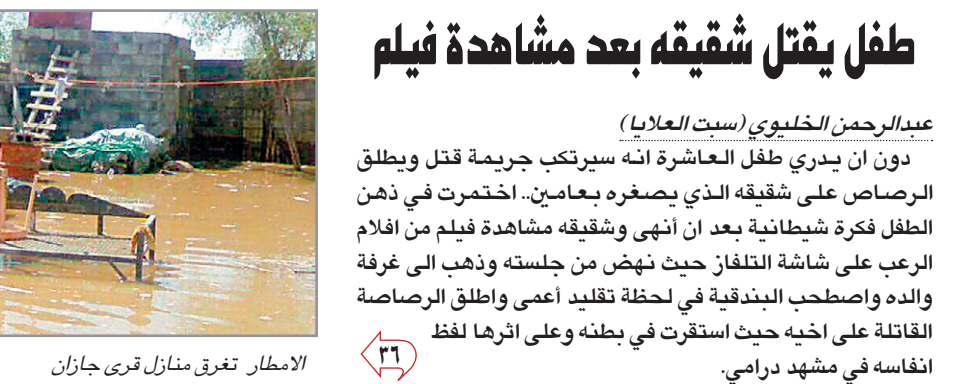 طفل يقتل شقيقه بعد مشاهدة فيلم
عبدالرحمن الخليوي (سبت العلايا)
دون ان يدري طفل العاشرة انه سيرتكب جريمة قتل ويطلق
الرصاص على شقيقه الذي يصغره بعامين.. اختمرت في ذهن
الطفل فكرة شيطانية بعد ان أنهى وشقيقه مشاهدة فيلم من افلام
الرعب على شاشة التلفاز حيث نهض من جلسته وذهب الى غرفة
والده واصطحب البندقية في لحظة تقليد أعمى واطلق الرصاصة
القاتلة على اخيه حيث استقرت في بطنه وعلى اثرها لفظ
انفاسه في مشهد درامي.
٣٦
الامطار تغرق منازل قرى جازان